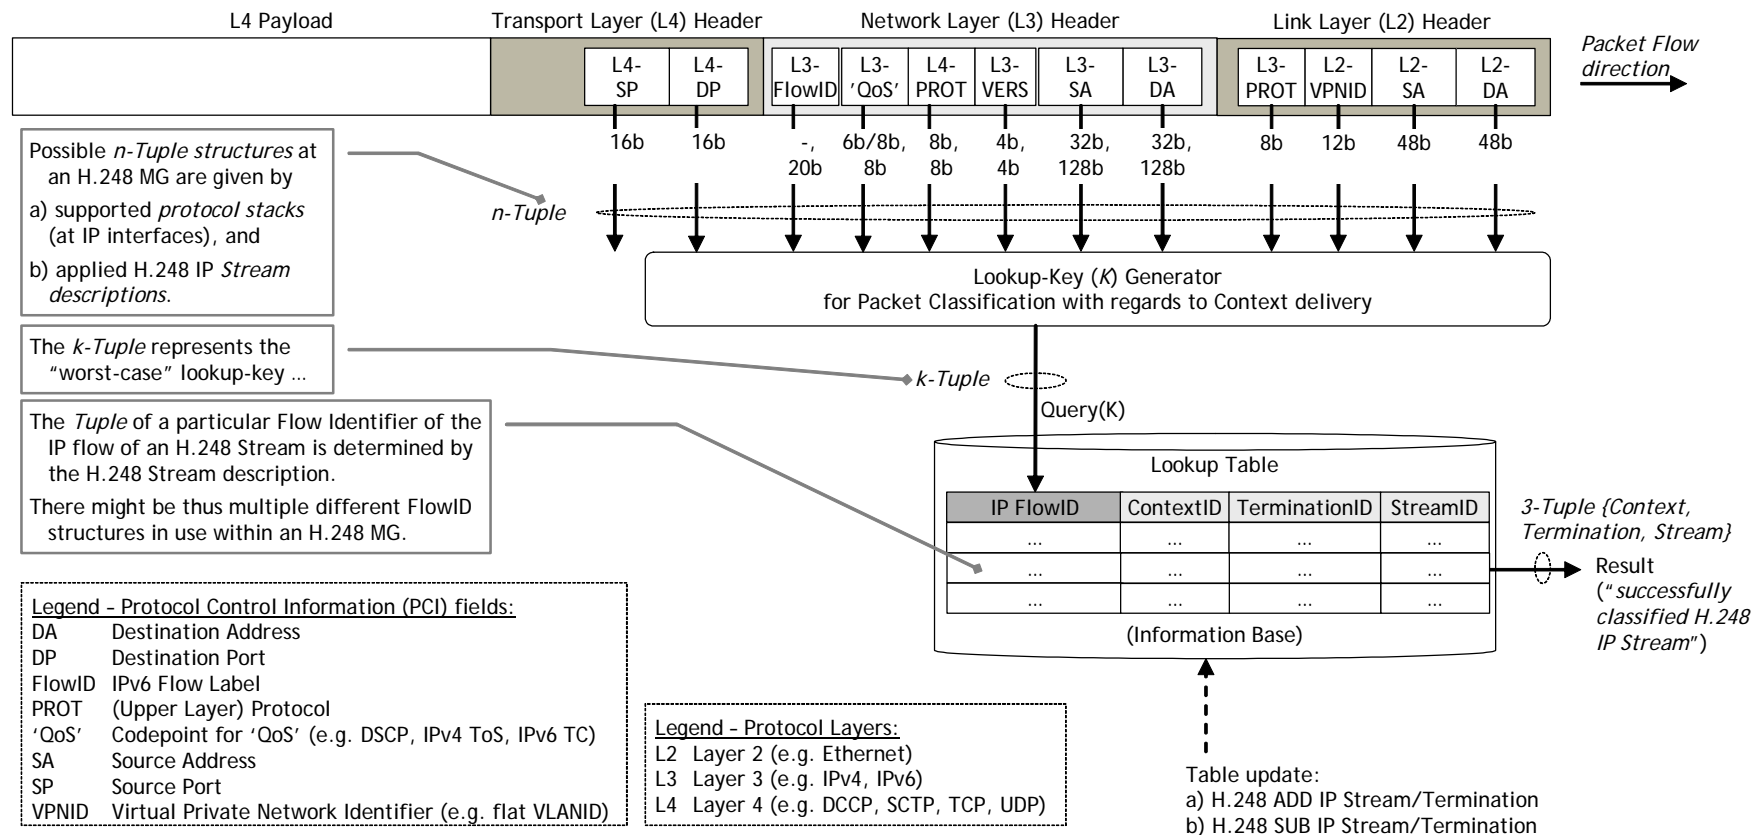 L4 Payload
Transport Layer (L4) Header
Network Layer (L3) Header
Link Layer (L2) Header
L4-
SP
L4-
DP
L3-
FlowID
L3-
'QoS'
L4-
PROT
L3-
VERS
L3-
SA
L3-
DA
L3-
PROT
L2-
VPNID
L2-
SA
L2-
DA
Packet Flow
direction
16b
16b
-,
20b
6b/8b,
8b
8b,
8b
4b,
4b
32b,
128b
32b,
128b
8b
12b
48b
48b
Possible n-Tuple structures at
an H.248 MG are given by
a) supported protocol stacks
(at IP interfaces), and
b) applied H.248 IP Stream
descriptions.
n-Tuple
Lookup-Key (K) Generator
for Packet Classification with regards to Context delivery
The k-Tuple represents the
“worst-case” lookup-key ...
k-Tuple
Query(K)
The Tuple of a particular Flow Identifier of the
IP flow of an H.248 Stream is determined by
the H.248 Stream description.
There might be thus multiple different FlowID
structures in use within an H.248 MG.
Lookup Table
IP FlowID ContextID TerminationID StreamID
... ... ... ...
... ... ... ...
... ... ... ...
(Information Base)
3-Tuple {Context,
Termination, Stream}
Result
(“successfully
classified H.248
IP Stream”)
Legend – Protocol Control Information (PCI) fields:
DA Destination Address
DP Destination Port
FlowID IPv6 Flow Label
PROT (Upper Layer) Protocol
‘QoS’ Codepoint for ‘QoS’ (e.g. DSCP, IPv4 ToS, IPv6 TC)
SA Source Address
SP Source Port
VPNID Virtual Private Network Identifier (e.g. flat VLANID)
Legend – Protocol Layers:
L2 Layer 2 (e.g. Ethernet)
L3 Layer 3 (e.g. IPv4, IPv6)
L4 Layer 4 (e.g. DCCP, SCTP, TCP, UDP)
Table update:
a) H.248 ADD IP Stream/Termination
b) H.248 SUB IP Stream/Termination